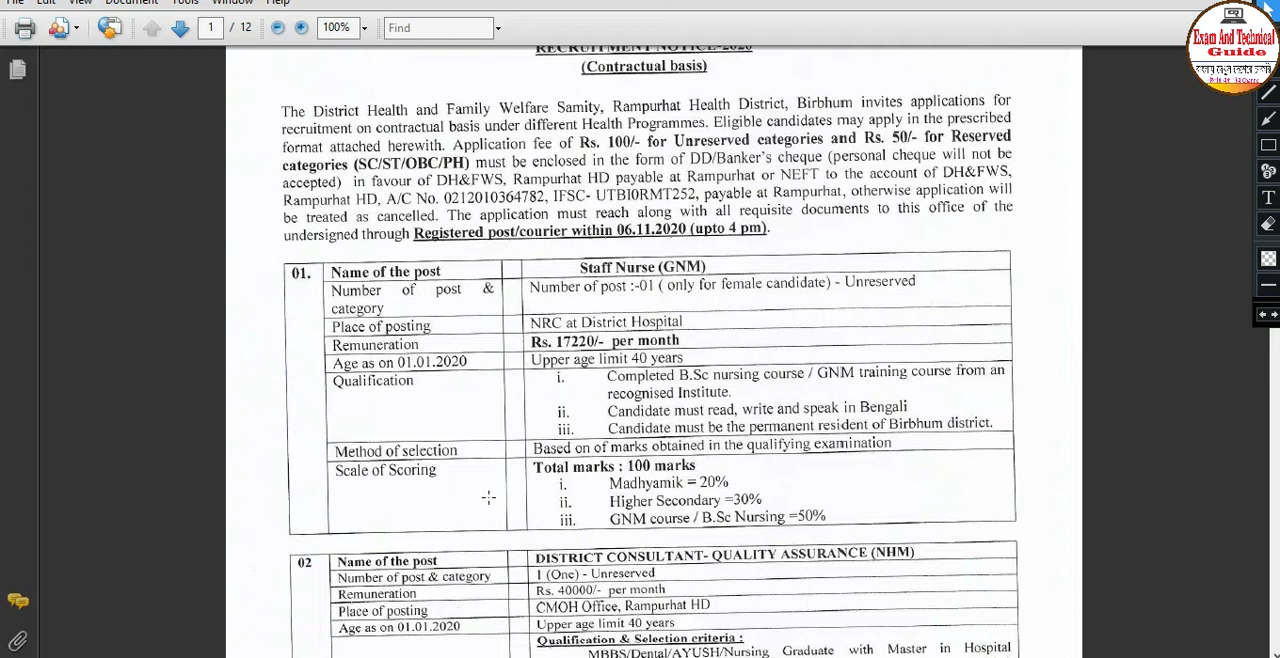 File Edit View Document Tools Window Help
1 / 12 100% Find
Exam And Technical
Guide
RECRUITMENT NOTICE-2020
(Contractual basis)
The District Health and Family Welfare Samity, Rampurhat Health District, Birbhum invites applications for
recruitment on contractual basis under different Health Programmes. Eligible candidates may apply in the prescribed
format attached herewith. Application fee of Rs. 100/- for Unreserved categories and Rs. 50/- for Reserved
categories (SC/ST/OBC/PH) must be enclosed in the form of DD/Banker's cheque (personal cheque will not be
accepted) in favour of DH&FWS, Rampurhat HD payable at Rampurhat or NEFT to the account of DH&FWS,
Rampurhat HD, A/C No. 0212010364782, IFSC- UTBI0RMT252, payable at Rampurhat, otherwise application will
be treated as cancelled. The application must reach along with all requisite documents to this office of the
undersigned through Registered post/courier within 06.11.2020 (upto 4 pm).
01. Name of the post Staff Nurse (GNM)
Number of post & category Number of post :-01 ( only for female candidate) - Unreserved
Place of posting NRC at District Hospital
Remuneration Rs. 17220/- per month
Age as on 01.01.2020 Upper age limit 40 years
Qualification i. Completed B.Sc nursing course / GNM training course from an
recognised Institute.
ii. Candidate must read, write and speak in Bengali
iii. Candidate must be the permanent resident of Birbhum district.
Method of selection Based on of marks obtained in the qualifying examination
Scale of Scoring Total marks : 100 marks
i. Madhyamik = 20%
ii. Higher Secondary =30%
iii. GNM course / B.Sc Nursing =50%
02 Name of the post DISTRICT CONSULTANT- QUALITY ASSURANCE (NHM)
Number of post & category 1 (One) - Unreserved
Remuneration Rs. 40000/- per month
Place of posting CMOH Office, Rampurhat HD
Age as on 01.01.2020 Upper age limit 40 years
Qualification & Selection criteria :
MBBS/Dental/AYUSH/Nursing Graduate with Master in Hospital